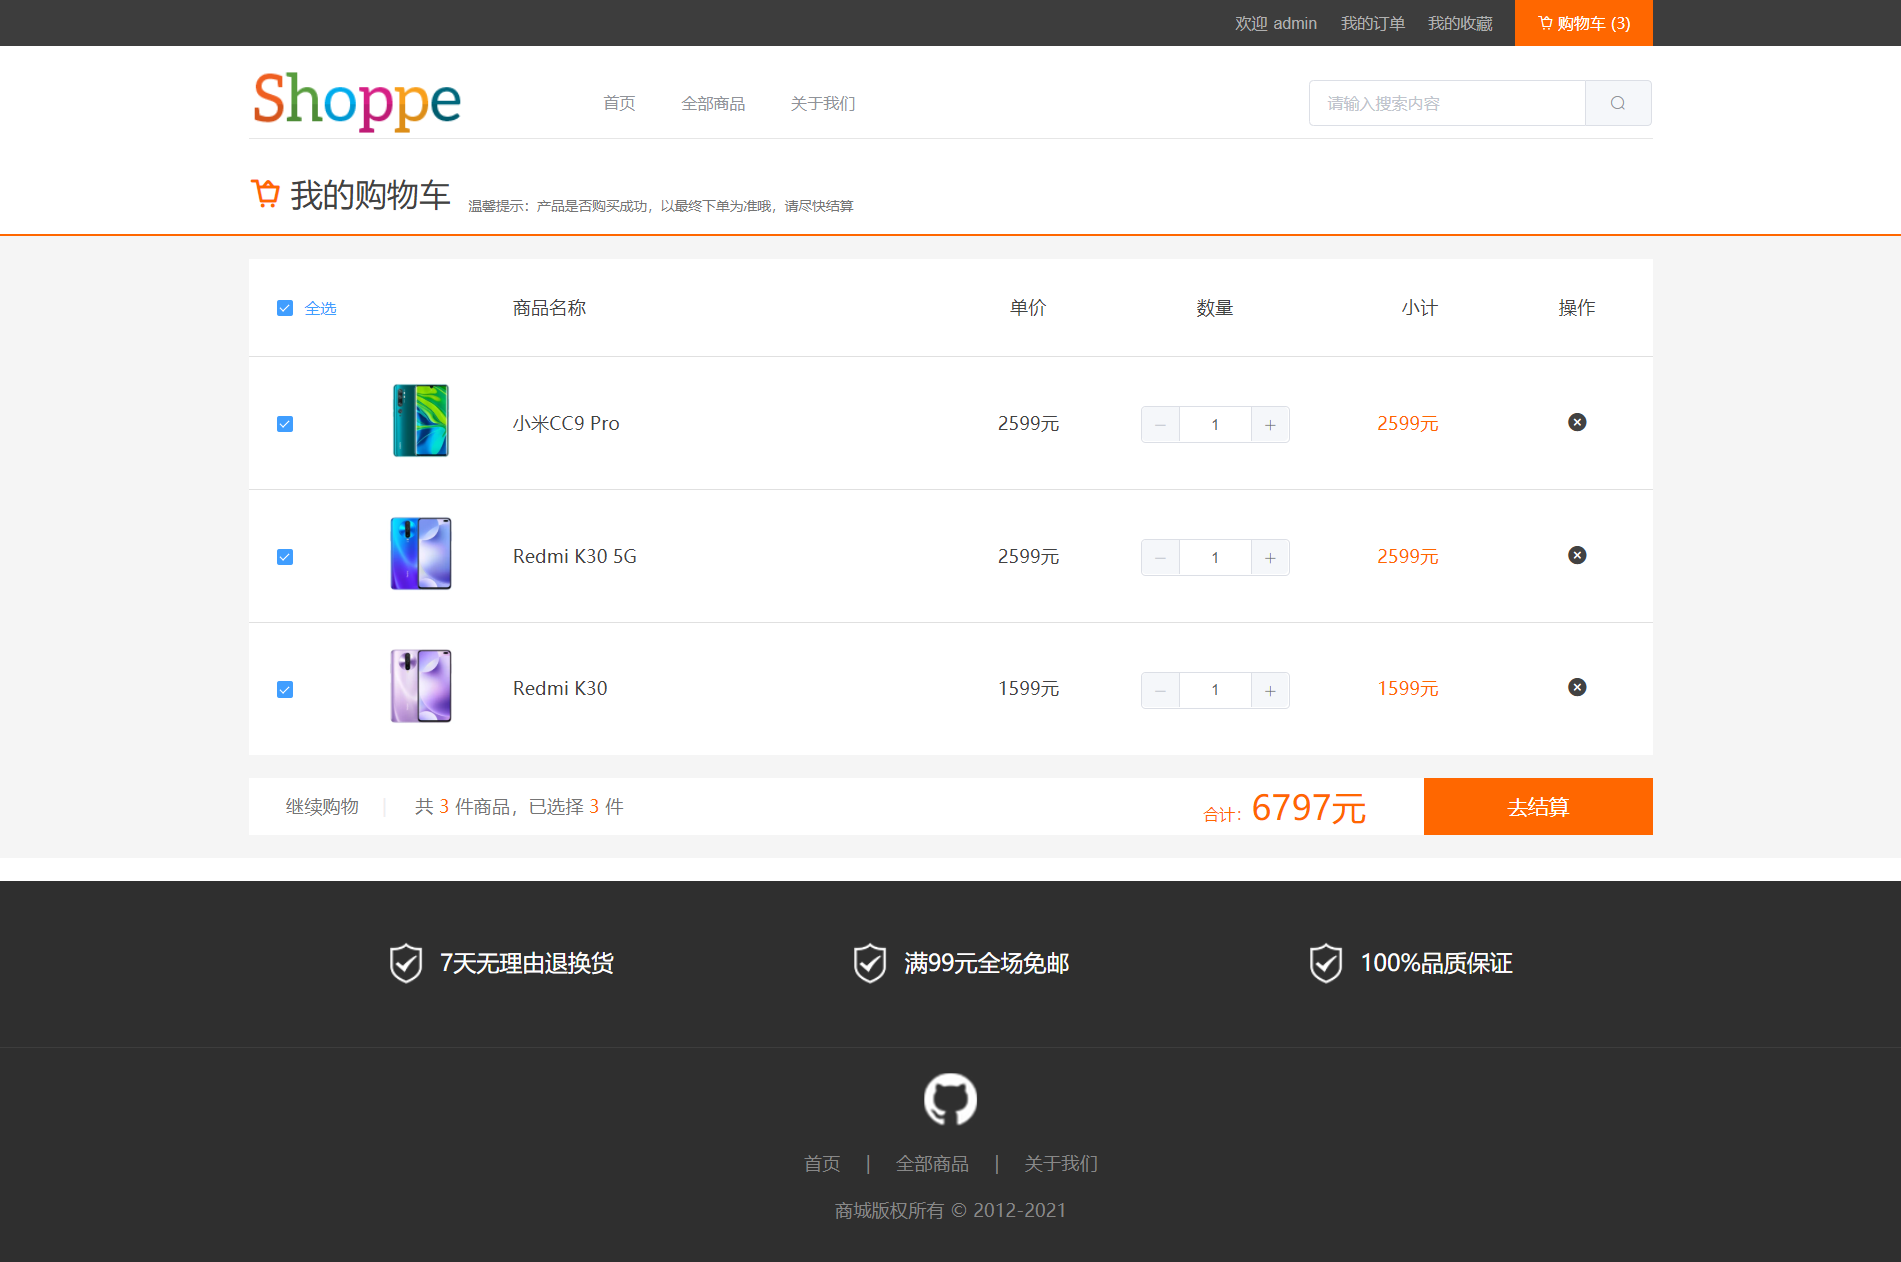 欢迎 admin 我的订单 我的收藏 购物车 (3)
Shoppe 首页 全部商品 关于我们 请输入搜索内容
我的购物车 温馨提示：产品是否购买成功，以最终下单为准哦，请尽快结算
全选 商品名称 单价 数量 小计 操作
小米CC9 Pro 2599元 1 2599元
Redmi K30 5G 2599元 1 2599元
Redmi K30 1599元 1 1599元
继续购物 | 共 3 件商品，已选择 3 件 合计： 6797元 去结算
7天无理由退换货 满99元全场免邮 100%品质保证
首页 | 全部商品 | 关于我们
商城版权所有 © 2012-2021